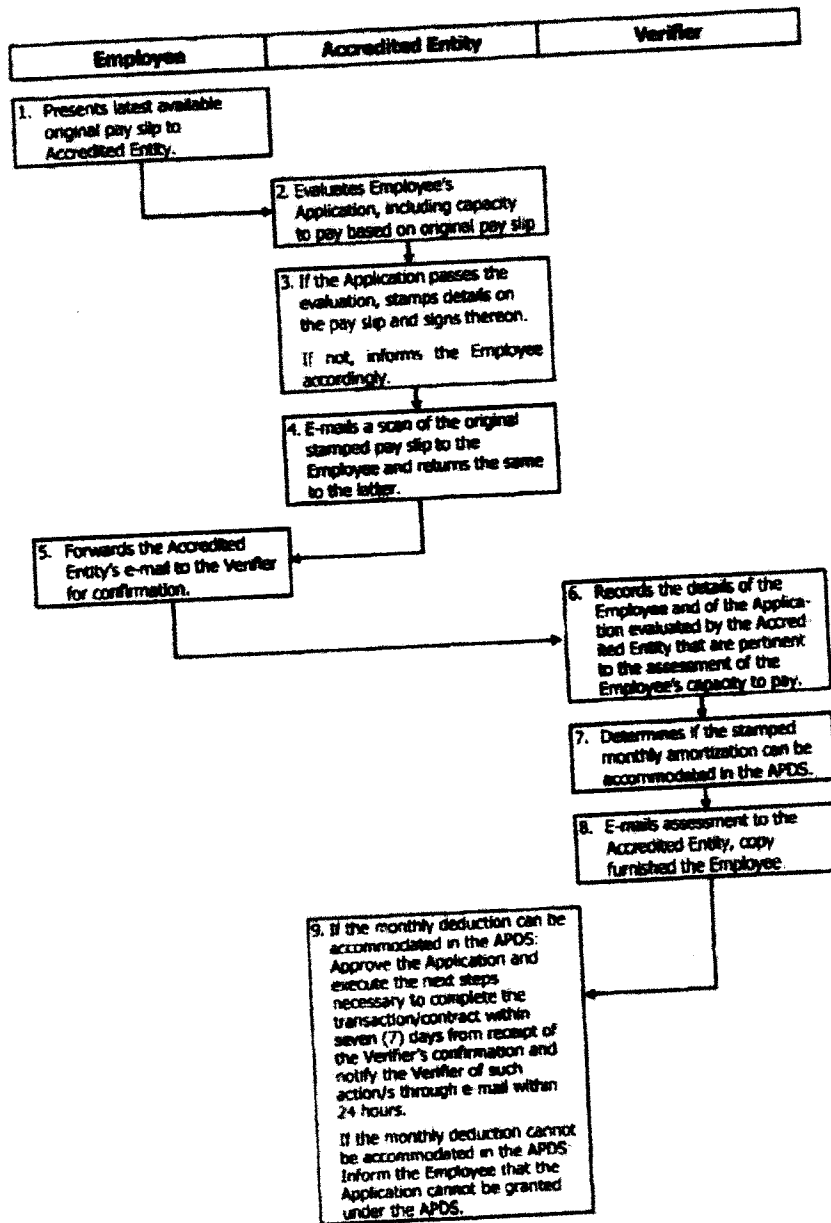 Employee
Accredited Entity
Verifier
1. Presents latest available
original pay slip to
Accredited Entity.
2. Evaluates Employee's
Application, including capacity
to pay based on original pay slip
3. If the Application passes the
evaluation, stamps details on
the pay slip and signs thereon.
If not, informs the Employee
accordingly.
4. E-mails a scan of the original
stamped pay slip to the
Employee and returns the same
to the latter.
5. Forwards the Accredited
Entity's e-mail to the Verifier
for confirmation.
6. Records the details of the
Employee and of the Applica-
tion evaluated by the Accred
ited Entity that are pertinent
to the assessment of the
Employee's capacity to pay.
7. Determines if the stamped
monthly amortization can be
accommodated in the APDS.
8. E-mails assessment to the
Accredited Entity, copy
furnished the Employee.
9. If the monthly deduction can be
accommodated in the APDS:
Approve the Application and
execute the next steps
necessary to complete the
transaction/contract within
seven (7) days from receipt of
the Verifier's confirmation and
notify the Verifier of such
action/s through e mail within
24 hours.
If the monthly deduction cannot
be accommodated in the APDS:
Inform the Employee that the
Application cannot be granted
under the APDS.